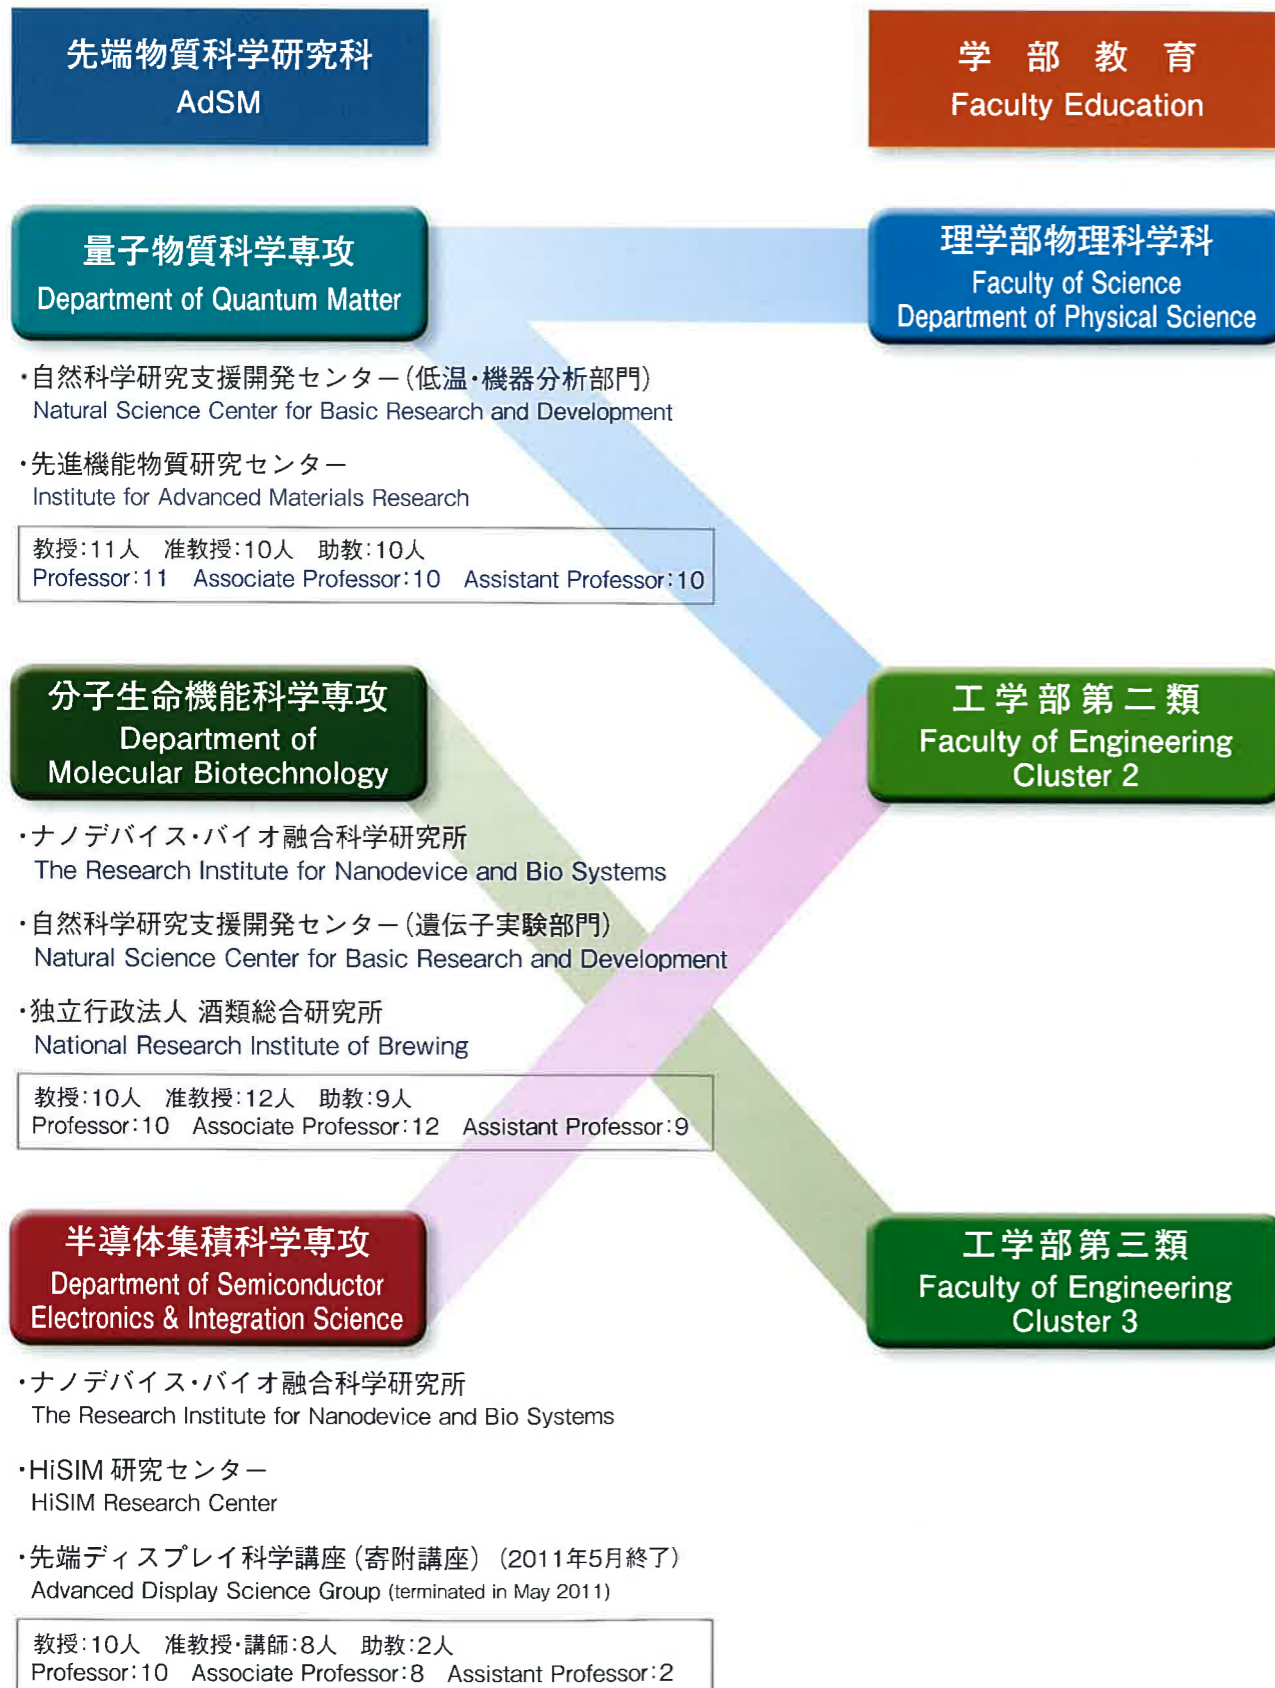 先端物質科学研究科
AdSM
学部教育
Faculty Education
量子物質科学専攻
Department of Quantum Matter
理学部物理科学科
Faculty of Science
Department of Physical Science
・自然科学研究支援開発センター(低温・機器分析部門)
Natural Science Center for Basic Research and Development
・先進機能物質研究センター
Institute for Advanced Materials Research
教授:11人 准教授:10人 助教:10人
Professor:11 Associate Professor:10 Assistant Professor:10
分子生命機能科学専攻
Department of
Molecular Biotechnology
工学部第二類
Faculty of Engineering
Cluster 2
・ナノデバイス・バイオ融合科学研究所
The Research Institute for Nanodevice and Bio Systems
・自然科学研究支援開発センター(遺伝子実験部門)
Natural Science Center for Basic Research and Development
・独立行政法人 酒類総合研究所
National Research Institute of Brewing
教授:10人 准教授:12人 助教:9人
Professor:10 Associate Professor:12 Assistant Professor:9
半導体集積科学専攻
Department of Semiconductor
Electronics & Integration Science
工学部第三類
Faculty of Engineering
Cluster 3
・ナノデバイス・バイオ融合科学研究所
The Research Institute for Nanodevice and Bio Systems
・HiSIM 研究センター
HiSIM Research Center
・先端ディスプレイ科学講座(寄附講座) (2011年5月終了)
Advanced Display Science Group (terminated in May 2011)
教授:10人 准教授・講師:8人 助教:2人
Professor:10 Associate Professor:8 Assistant Professor:2